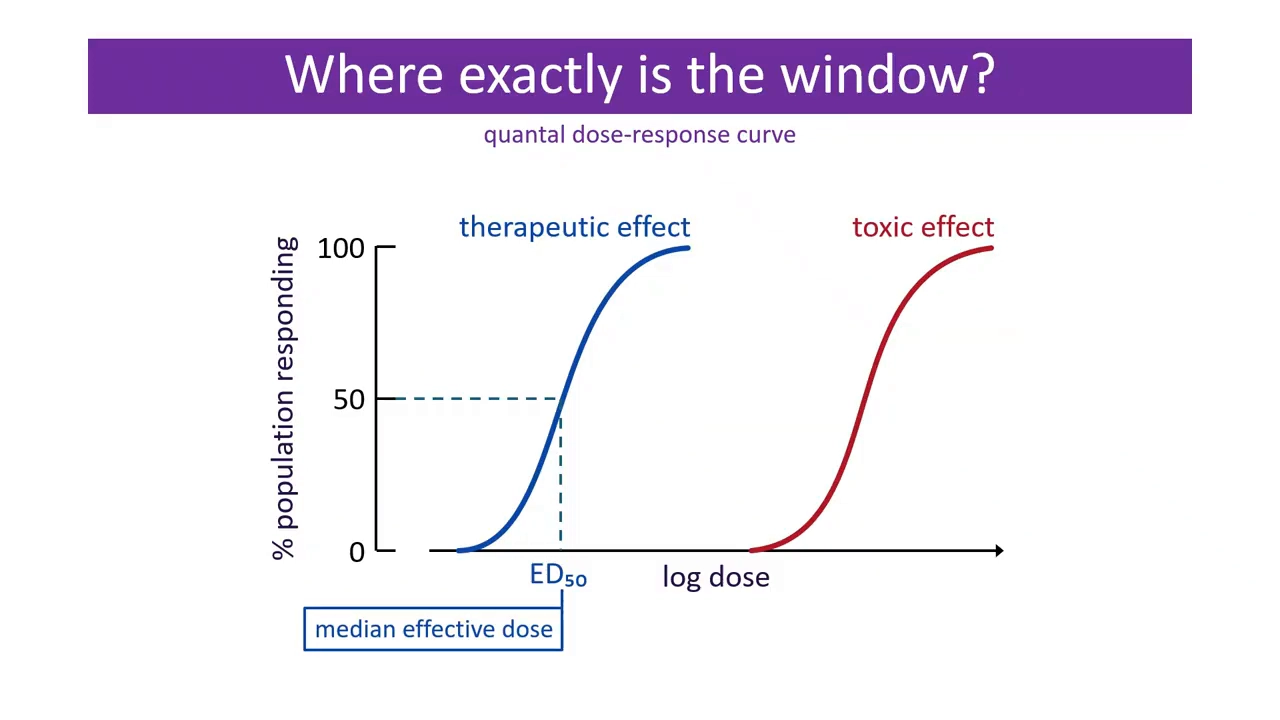 Where exactly is the window?
quantal dose-response curve
therapeutic effect
toxic effect
% population responding
100
50
0
ED₅₀
log dose
median effective dose